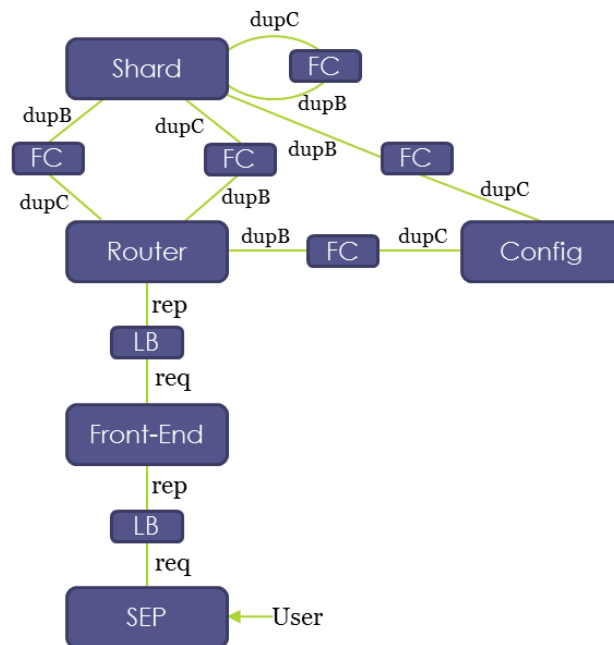 dupC
Shard
FC
dupB
dupB
dupC
dupB
FC
FC
FC
dupC
dupB
dupC
Router
dupB
FC
dupC
Config
rep
LB
req
Front-End
rep
LB
req
SEP
User